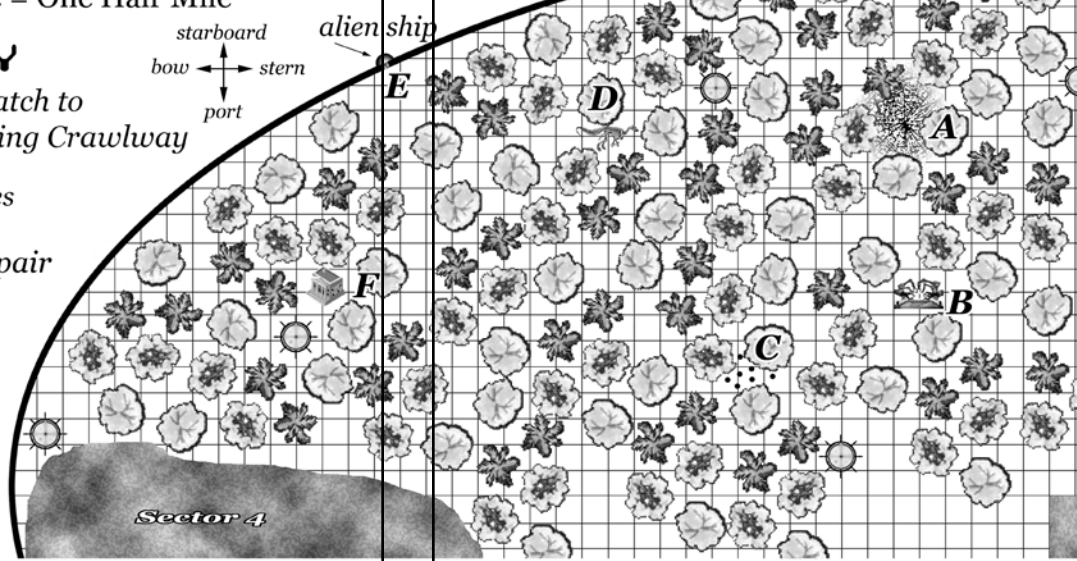 = One Half Mile
alien ship
starboard
bow
stern
port
atch to
ing Crawlway
es
pair
A
B
C
D
E
F
Sector 4